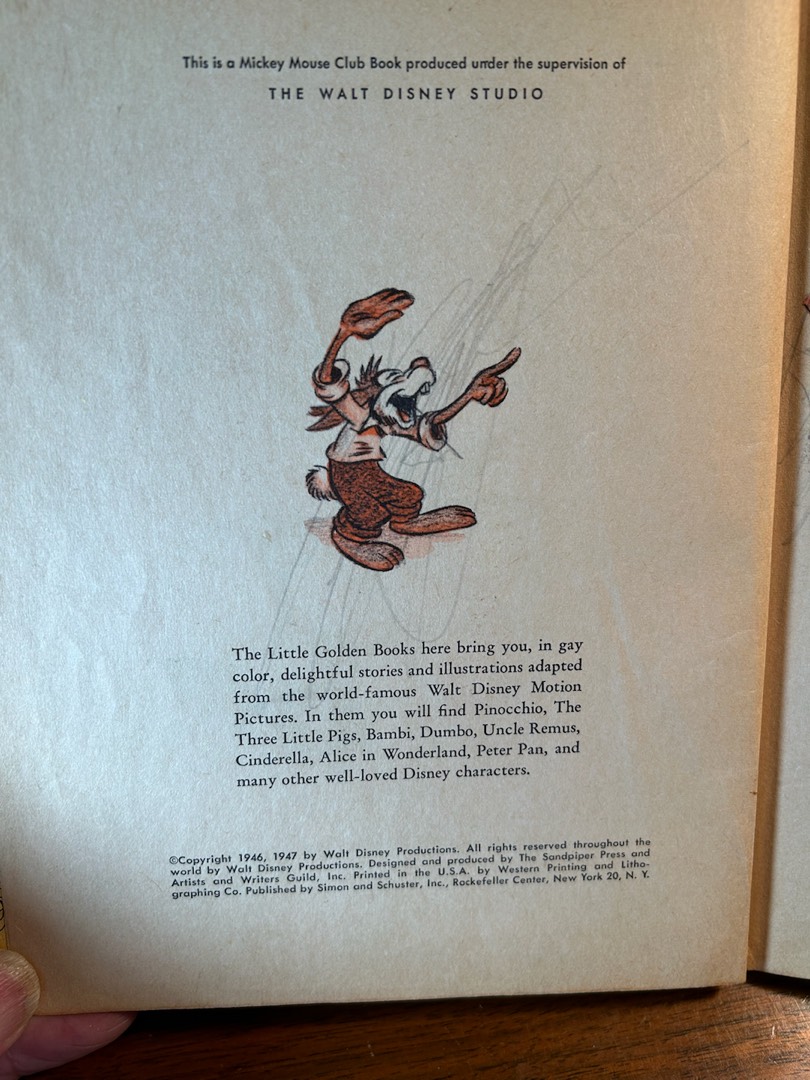 This is a Mickey Mouse Club Book produced under the supervision of
THE WALT DISNEY STUDIO
The Little Golden Books here bring you, in gay
color, delightful stories and illustrations adapted
from the world-famous Walt Disney Motion
Pictures. In them you will find Pinocchio, The
Three Little Pigs, Bambi, Dumbo, Uncle Remus,
Cinderella, Alice in Wonderland, Peter Pan, and
many other well-loved Disney characters.
©Copyright 1946, 1947 by Walt Disney Productions. All rights reserved throughout the
world by Walt Disney Productions. Designed and produced by The Sandpiper Press and
Artists and Writers Guild, Inc. Printed in the U.S.A. by Western Printing and Litho-
graphing Co. Published by Simon and Schuster, Inc., Rockefeller Center, New York 20, N. Y.